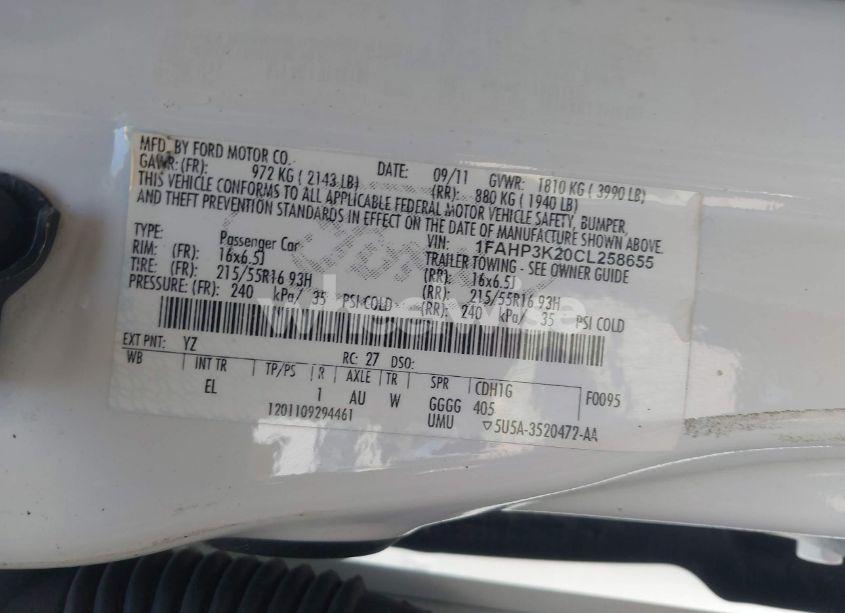 MFD. BY FORD MOTOR CO.
DATE: 09/11 GVWR: 1810 KG ( 3990 LB)
GAWR: (FR): 972 KG ( 2143 LB) (RR): 880 KG ( 1940 LB)
THIS VEHICLE CONFORMS TO ALL APPLICABLE FEDERAL MOTOR VEHICLE SAFETY, BUMPER,
AND THEFT PREVENTION STANDARDS IN EFFECT ON THE DATE OF MANUFACTURE SHOWN ABOVE.
VIN: 1FAHP3K20CL258655
TYPE: Passenger Car TRAILER TOWING - SEE OWNER GUIDE
RIM: (FR): 16x6.5J (RR): 16x6.5J
TIRE: (FR): 215/55R16 93H (RR): 215/55R16 93H
PRESSURE: (FR): 240 kPa/ 35 PSI COLD (RR): 240 kPa/ 35 PSI COLD
wheelwise
EXT PNT: YZ RC: 27 DSO:
WB INT TR TP/PS R AXLE TR SPR CDH1G F0095
EL 1 AU W GGGG 405
1201109294461 UMU ▽5U5A-3520472-AA